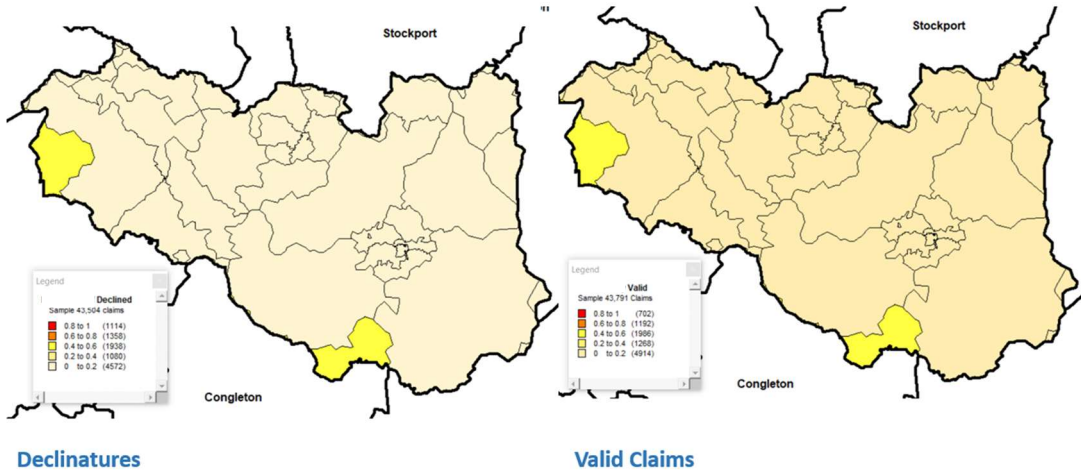 Stockport
Congleton
Legend
Declined
Sample 43,504 claims
0.8 to 1 (1114)
0.6 to 0.8 (1358)
0.4 to 0.6 (1938)
0.2 to 0.4 (1080)
0 to 0.2 (4572)
Declinatures
Stockport
Congleton
Legend
Valid
Sample 43,791 Claims
0.8 to 1 (702)
0.6 to 0.8 (1192)
0.4 to 0.6 (1986)
0.2 to 0.4 (1268)
0 to 0.2 (4914)
Valid Claims